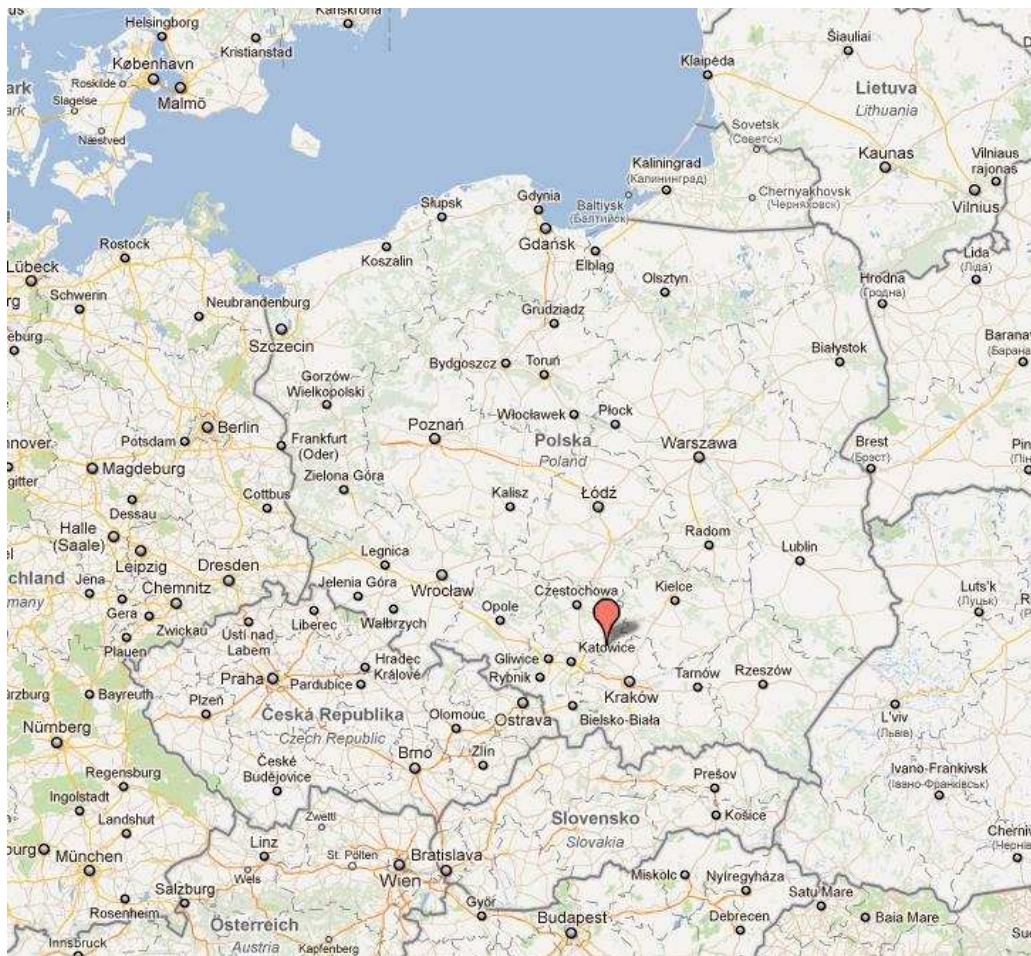 Helsingborg
Karlskrona
Kristianstad
Šiauliai
København
Klaipėda
Roskilde
Malmö
Lietuva
Lithuania
Slagelse
Næstved
Sovetsk
(Советск)
Kaunas
Vilniaus
rajonas
Kaliningrad
(Калининград)
Chernyakhovsk
(Черняховск)
Vilnius
Gdynia
Baltiysk
(Балтийск)
Słupsk
Rostock
Gdańsk
Koszalin
Elbląg
Lida
(Ліда)
Lübeck
Olsztyn
Hrodna
(Гродна)
Schwerin
Neubrandenburg
Grudziądz
Szczecin
Białystok
Bydgoszcz
Toruń
Gorzów
Wielkopolski
Włocławek
Płock
Poznań
Berlin
Potsdam
Frankfurt
(Oder)
Polska
Poland
Warszawa
Brest
(Брэст)
Magdeburg
Zielona Góra
Cottbus
Kalisz
Łódź
Dessau
Halle
(Saale)
Radom
Legnica
Lublin
Leipzig
Dresden
Jena
Chemnitz
Jelenia Góra
Wrocław
Częstochowa
Kielce
Luts'k
(Луцьк)
Gera
Opole
Zwickau
Ústí nad
Labem
Liberec
Wałbrzych
Plauen
Katowice
Gliwice
Hradec
Králové
Praha
Pardubice
Rybnik
Tarnów
Rzeszów
Bayreuth
Kraków
Plzeň
Česká Republika
Czech Republic
Olomouc
Ostrava
Bielsko-Biała
L'viv
(Львів)
Nürnberg
Brno
Zlín
České
Budějovice
Regensburg
Prešov
Ivano-Frankivsk
(Івано-Франківськ)
Ingolstadt
Landshut
Zwettl
Slovensko
Slovakia
Košice
Linz
St. Pölten
Bratislava
München
Wels
Wien
Miskolc
Nyíregyháza
Satu Mare
Salzburg
Rosenheim
Győr
Budapest
Debrecen
Baia Mare
Österreich
Austria
Innsbruck
Kapfenberg